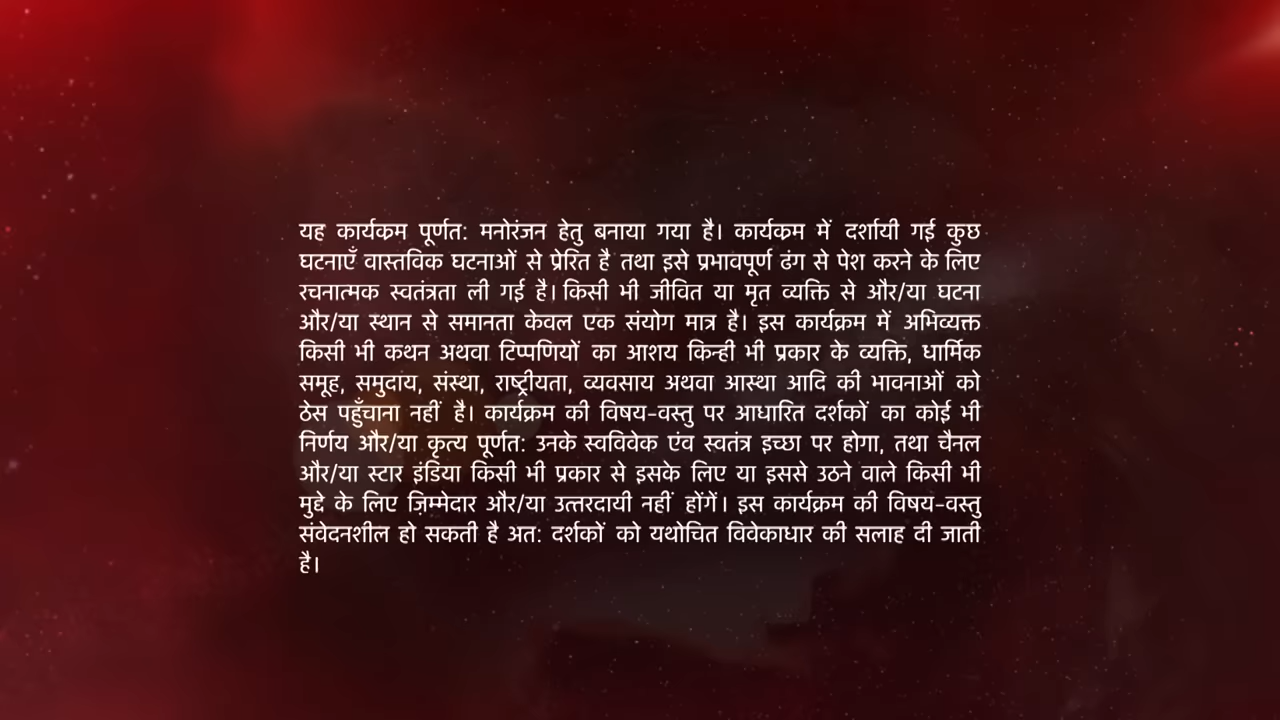 यह कार्यक्रम पूर्णत: मनोरंजन हेतु बनाया गया है। कार्यक्रम में दर्शायी गई कुछ
घटनाएँ वास्तविक घटनाओं से प्रेरित है तथा इसे प्रभावपूर्ण ढंग से पेश करने के लिए
रचनात्मक स्वतंत्रता ली गई है। किसी भी जीवित या मृत व्यक्ति से और/या घटना
और/या स्थान से समानता केवल एक संयोग मात्र है। इस कार्यक्रम में अभिव्यक्त
किसी भी कथन अथवा टिप्पणियों का आशय किन्ही भी प्रकार के व्यक्ति, धार्मिक
समूह, समुदाय, संस्था, राष्ट्रीयता, व्यवसाय अथवा आस्था आदि की भावनाओं को
ठेस पहुँचाना नहीं है। कार्यक्रम की विषय-वस्तु पर आधारित दर्शकों का कोई भी
निर्णय और/या कृत्य पूर्णत: उनके स्वविवेक एंव स्वतंत्र इच्छा पर होगा, तथा चैनल
और/या स्टार इंडिया किसी भी प्रकार से इसके लिए या इससे उठने वाले किसी भी
मुद्दे के लिए ज़िम्मेदार और/या उत्तरदायी नहीं होंगें। इस कार्यक्रम की विषय-वस्तु
संवेदनशील हो सकती है अत: दर्शकों को यथोचित विवेकाधार की सलाह दी जाती
है।